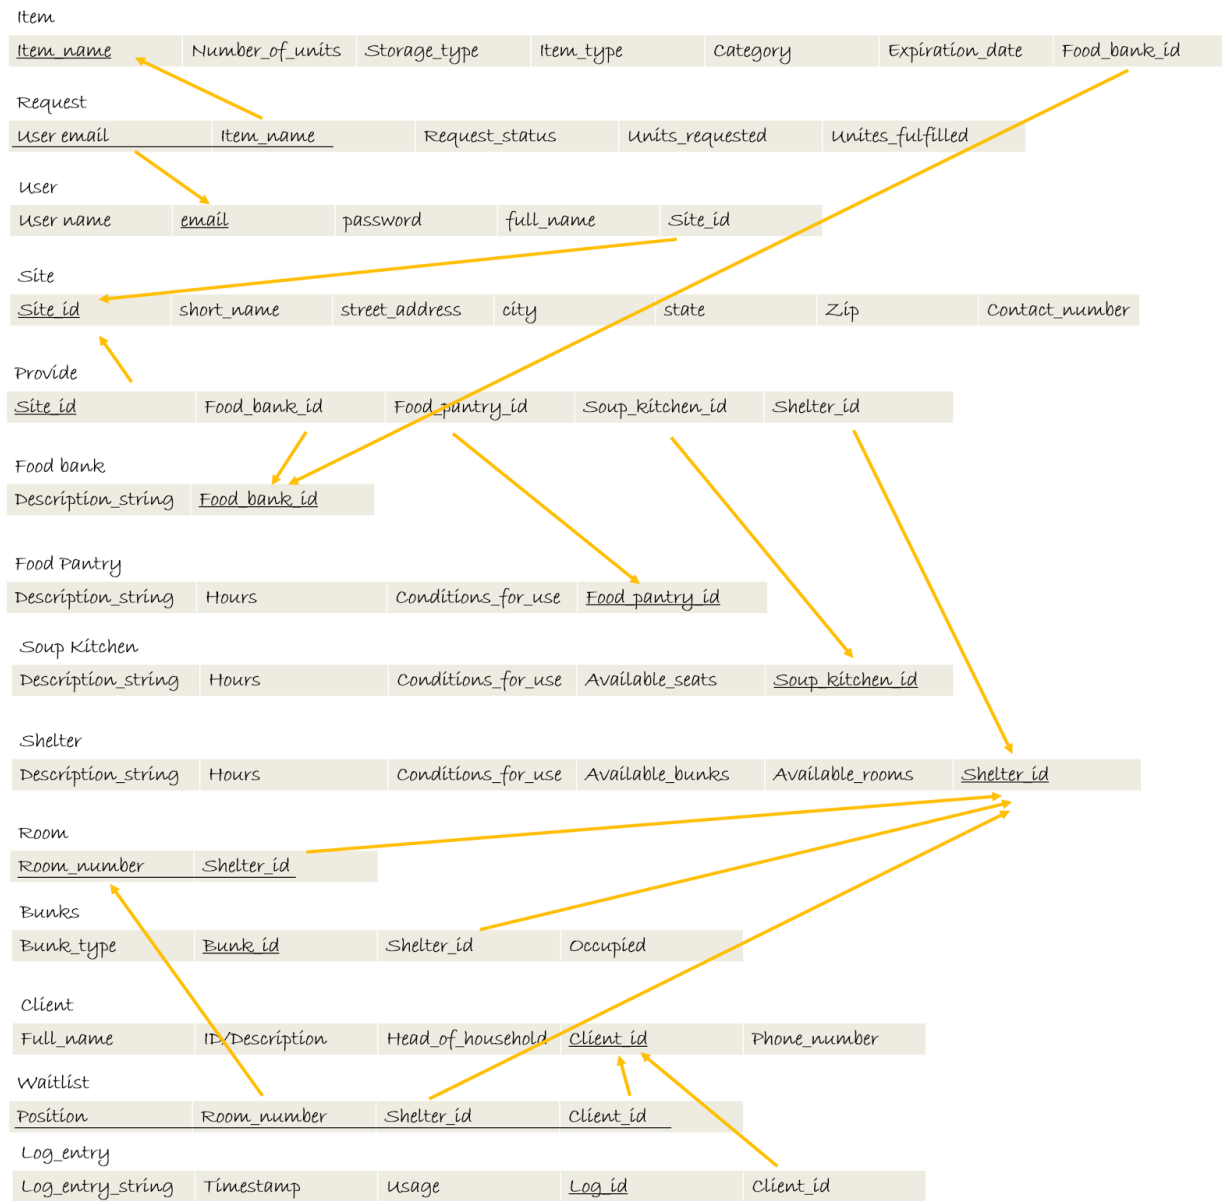 Item
Item_name Number_of_units Storage_type Item_type Category Expiration_date Food_bank_id
Request
User email Item_name Request_status Units_requested Unites_fulfilled
User
User name email password full_name Site_id
Site
Site_id short_name street_address city state Zip Contact_number
Provide
Site_id Food_bank_id Food_pantry_id Soup_kitchen_id Shelter_id
Food bank
Description_string Food_bank_id
Food Pantry
Description_string Hours Conditions_for_use Food_pantry_id
Soup Kitchen
Description_string Hours Conditions_for_use Available_seats Soup_kitchen_id
Shelter
Description_string Hours Conditions_for_use Available_bunks Available_rooms Shelter_id
Room
Room_number Shelter_id
Bunks
Bunk_type Bunk_id Shelter_id Occupied
Client
Full_name ID/Description Head_of_household Client_id Phone_number
Waitlist
Position Room_number Shelter_id Client_id
Log_entry
Log_entry_string Timestamp Usage Log_id Client_id